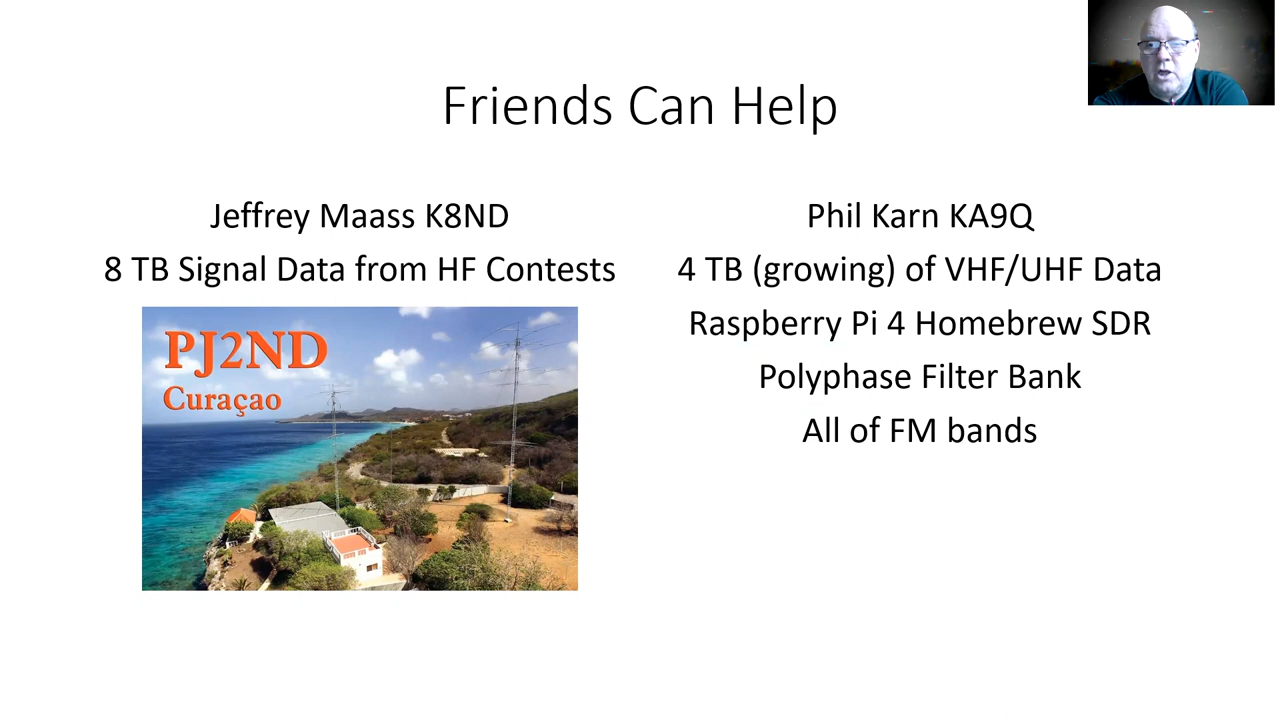 Friends Can Help
Jeffrey Maass K8ND
8 TB Signal Data from HF Contests
PJ2ND
Curaçao
Phil Karn KA9Q
4 TB (growing) of VHF/UHF Data
Raspberry Pi 4 Homebrew SDR
Polyphase Filter Bank
All of FM bands